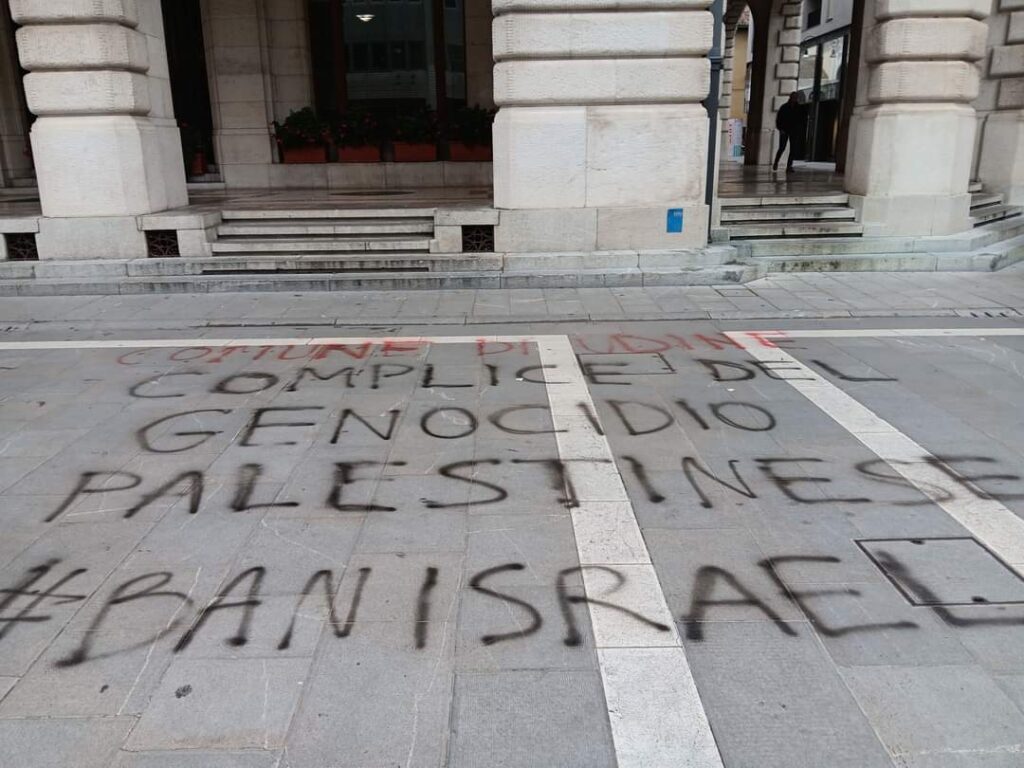 COMUNE DI UDINE
COMPLICE DEL
GENOCIDIO
PALESTINESE
#BANISRAEL